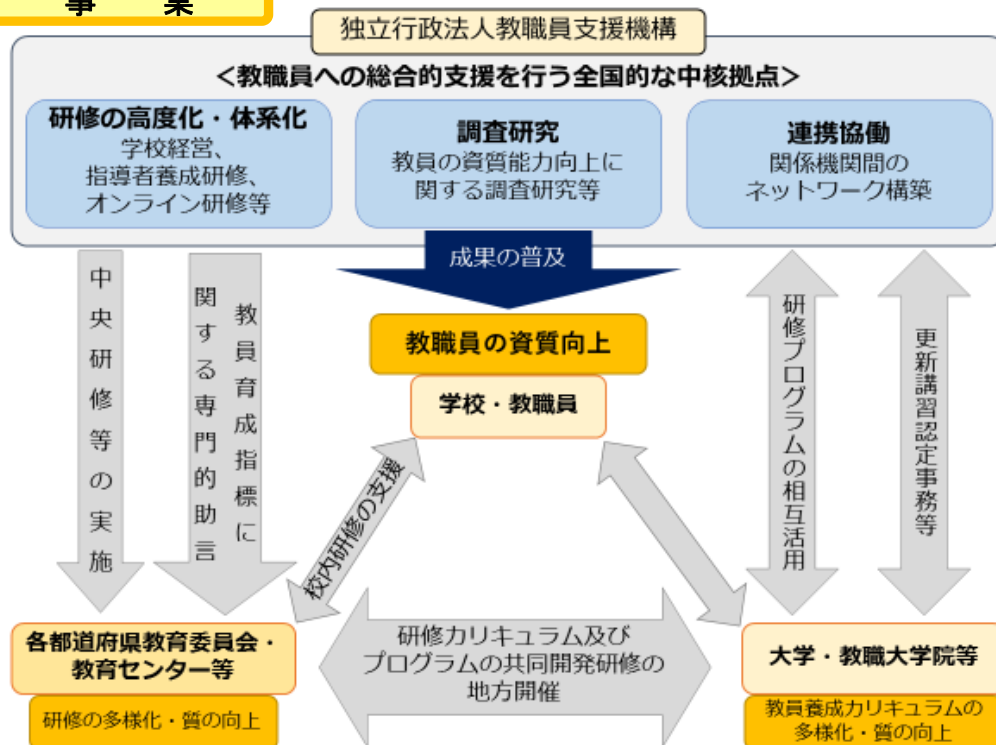 事　業
独立行政法人教職員支援機構
＜教職員への総合的支援を行う全国的な中核拠点＞
研修の高度化・体系化
学校経営、
指導者養成研修、
オンライン研修等
調査研究
教員の資質能力向上に
関する調査研究等
連携協働
関係機関間の
ネットワーク構築
成果の普及
中央研修等の実施
教員育成指標に
関する専門的助言
教職員の資質向上
学校・教職員
研修プログラムの相互活用
更新講習認定事務等
校内研修の支援
各都道府県教育委員会・
教育センター等
研修の多様化・質の向上
研修カリキュラム及び
プログラムの共同開発研修の
地方開催
大学・教職大学院等
教員養成カリキュラムの
多様化・質の向上